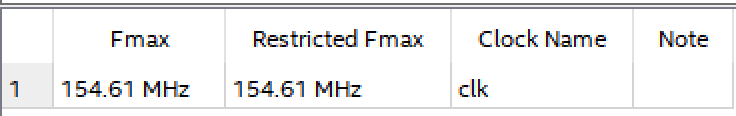 Fmax Restricted Fmax Clock Name Note
1 154.61 MHz 154.61 MHz clk